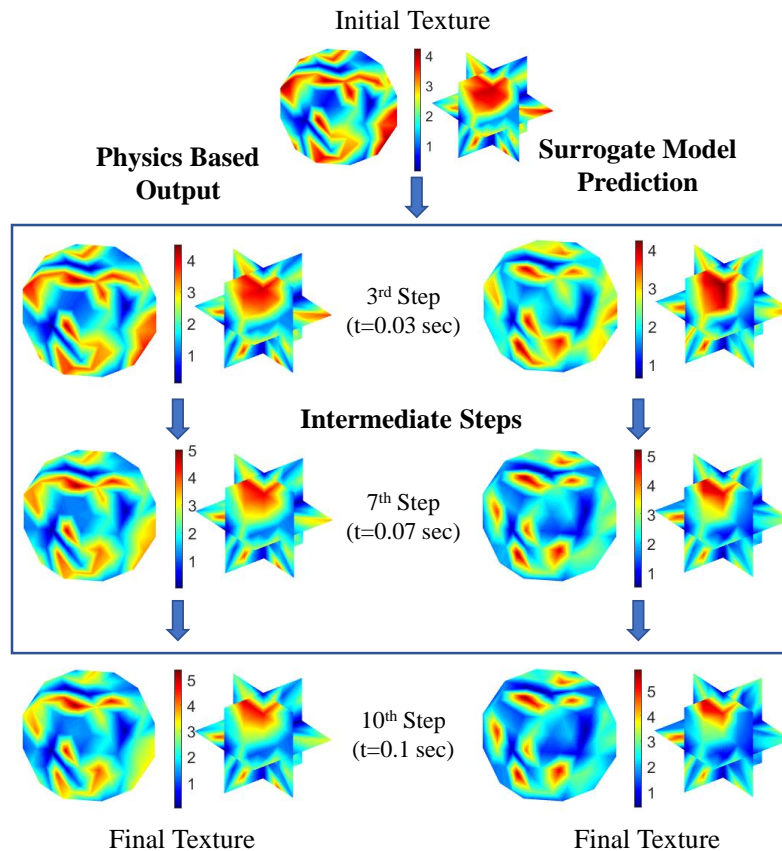 Initial Texture
4
3
2
1
Physics Based
Output
Surrogate Model
Prediction
4
3
2
1
3rd Step
(t=0.03 sec)
4
3
2
1
Intermediate Steps
5
4
3
2
1
7th Step
(t=0.07 sec)
5
4
3
2
1
5
4
3
2
1
10th Step
(t=0.1 sec)
5
4
3
2
1
Final Texture
Final Texture